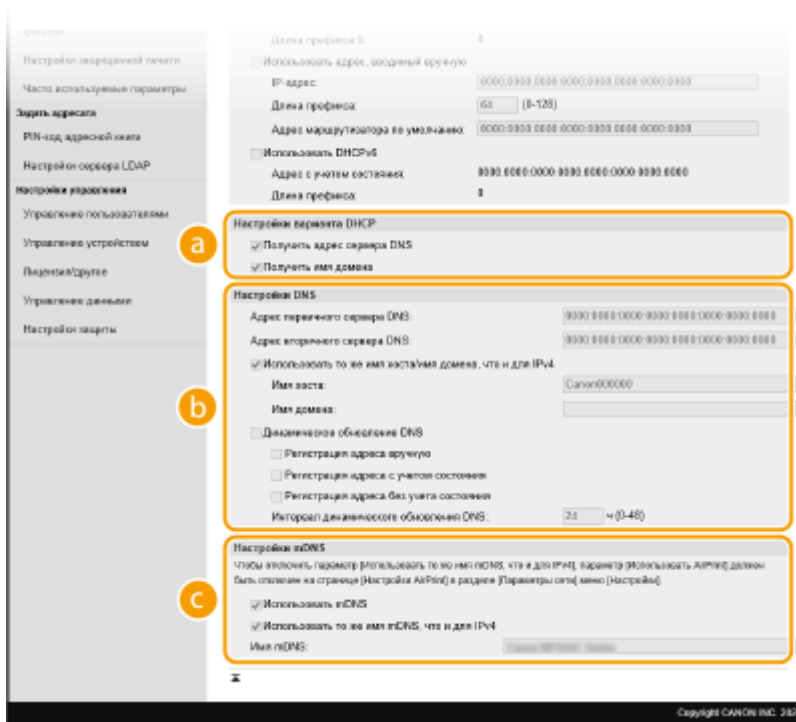 Длина префикса 6: 0
Настройки защищенной печати
Использовать адрес, вводимый вручную
IP-адрес: 0000:0000:0000:0000:0000:0000:0000:0000
Часто используемые параметры
Длина префикса: 64 (0-128)
Задать адресата
Адрес маршрутизатора по умолчанию: 0000:0000:0000:0000:0000:0000:0000:0000
PIN-код адресной книги
Использовать DHCPv6
Настройки сервера LDAP
Адрес с учетом состояния: 0000:0000:0000:0000:0000:0000:0000:0000
Длина префикса: 0
Настройки управления
Управление пользователями
Управление устройством
Лицензия/другое
Управление данными
Настройки защиты
a
Настройки варианта DHCP
Получить адрес сервера DNS
Получить имя домена
b
Настройки DNS
Адрес первичного сервера DNS: 0000:0000:0000:0000:0000:0000:0000:0000
Адрес вторичного сервера DNS: 0000:0000:0000:0000:0000:0000:0000:0000
Использовать то же имя хоста/имя домена, что и для IPv4
Имя хоста: Canon000000
Имя домена:
Динамическое обновление DNS
Регистрация адреса вручную
Регистрация адреса с учетом состояния
Регистрация адреса без учета состояния
Интервал динамического обновления DNS: 24 ч (0-48)
c
Настройки mDNS
Чтобы отключить параметр [Использовать то же имя mDNS, что и для IPv4], параметр [Использовать AirPrint] должен
быть отключен на странице [Настройки AirPrint] в разделе [Параметры сети] меню [Настройки].
Использовать mDNS
Использовать то же имя mDNS, что и для IPv4
Имя mDNS:
Copyright CANON INC. 202